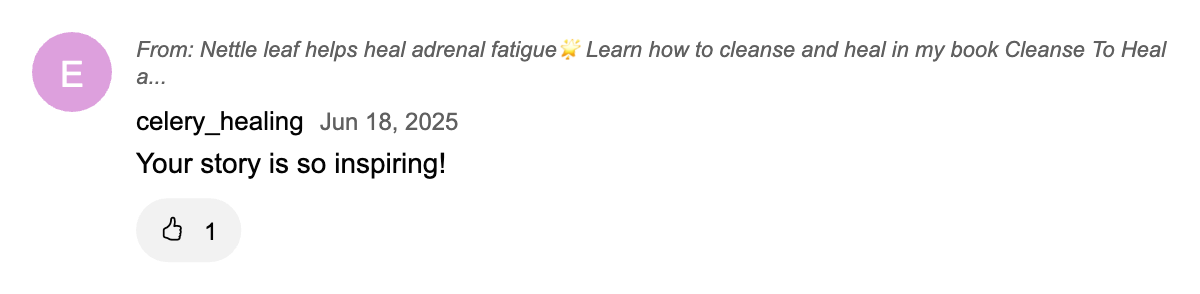 E
From: Nettle leaf helps heal adrenal fatigue🌟 Learn how to cleanse and heal in my book Cleanse To Heal
a...
celery_healing Jun 18, 2025
Your story is so inspiring!
1